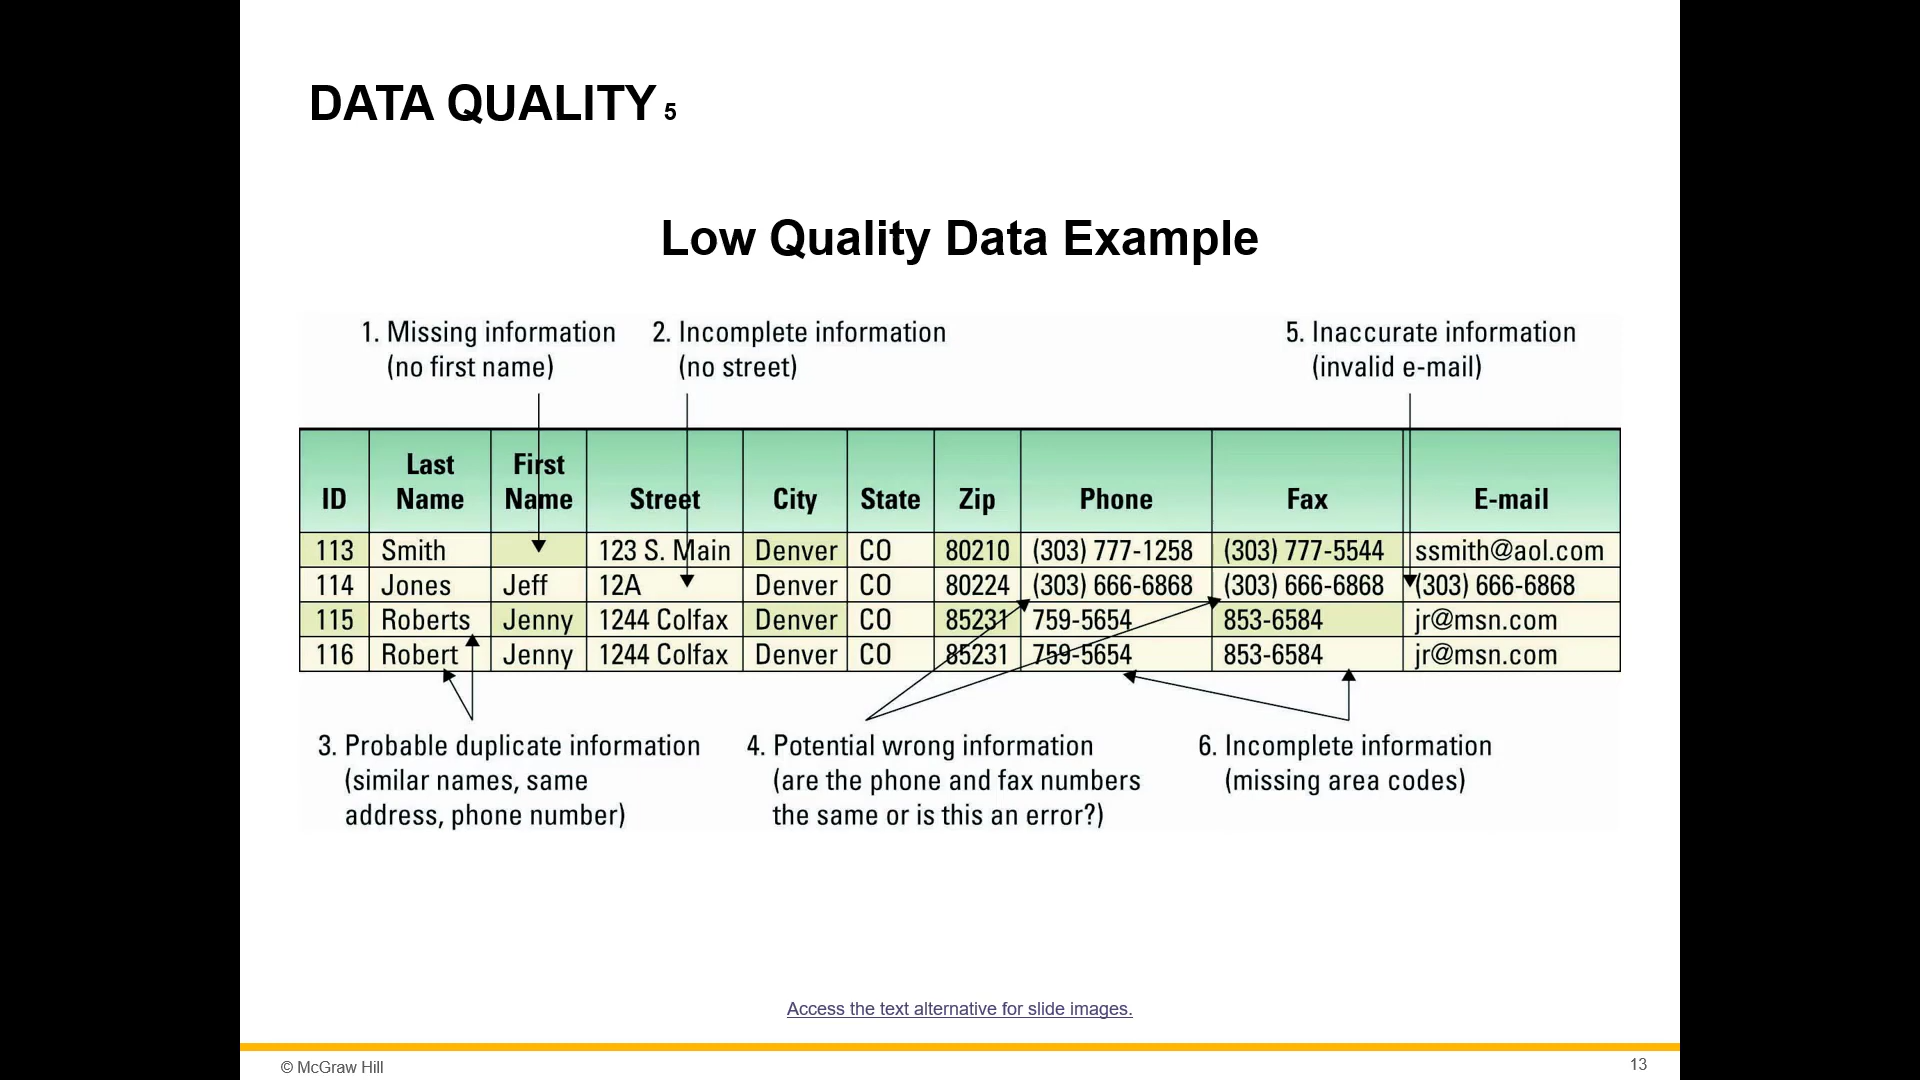 DATA QUALITY 5
Low Quality Data Example
1. Missing information
(no first name)
2. Incomplete information
(no street)
5. Inaccurate information
(invalid e-mail)
ID Last Name First Name Street City State Zip Phone Fax E-mail
113 Smith 123 S. Main Denver CO 80210 (303) 777-1258 (303) 777-5544 ssmith@aol.com
114 Jones Jeff 12A Denver CO 80224 (303) 666-6868 (303) 666-6868 (303) 666-6868
115 Roberts Jenny 1244 Colfax Denver CO 85231 759-5654 853-6584 jr@msn.com
116 Robert Jenny 1244 Colfax Denver CO 85231 759-5654 853-6584 jr@msn.com
3. Probable duplicate information
(similar names, same
address, phone number)
4. Potential wrong information
(are the phone and fax numbers
the same or is this an error?)
6. Incomplete information
(missing area codes)
Access the text alternative for slide images.
© McGraw Hill
13